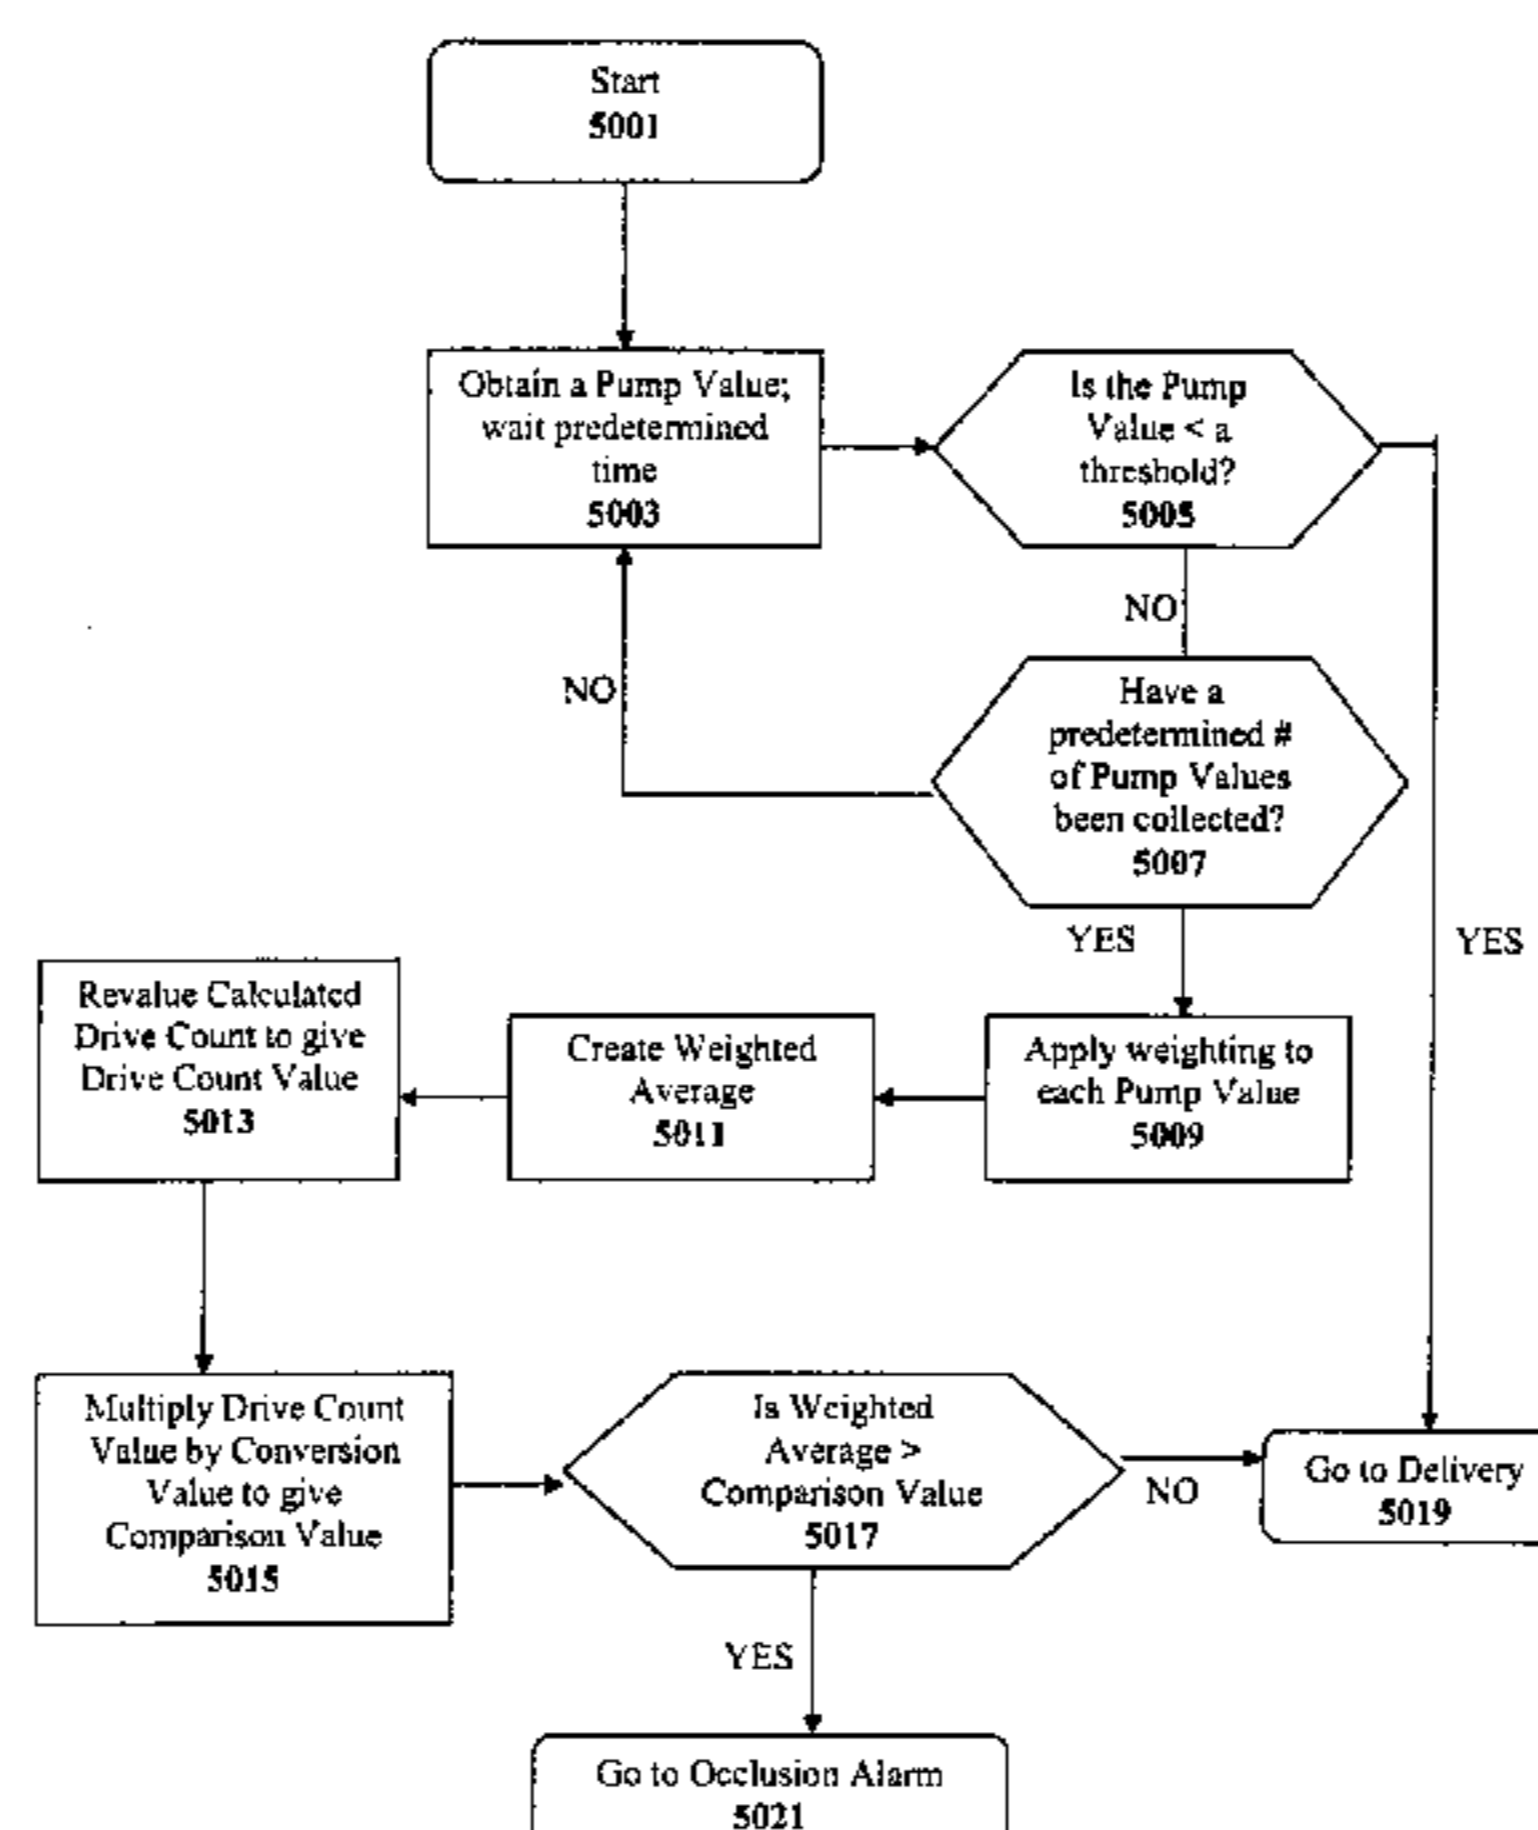 Start
5001
Obtain a Pump Value;
wait predetermined
time
5003
Is the Pump
Value < a
threshold?
5005
NO
NO
Have a
predetermined #
of Pump Values
been collected?
5007
YES
YES
Revalue Calculated
Drive Count to give
Drive Count Value
5013
Create Weighted
Average
5011
Apply weighting to
each Pump Value
5009
Multiply Drive Count
Value by Conversion
Value to give
Comparison Value
5015
Is Weighted
Average >
Comparison Value
5017
NO
Go to Delivery
5019
YES
Go to Occlusion Alarm
5021